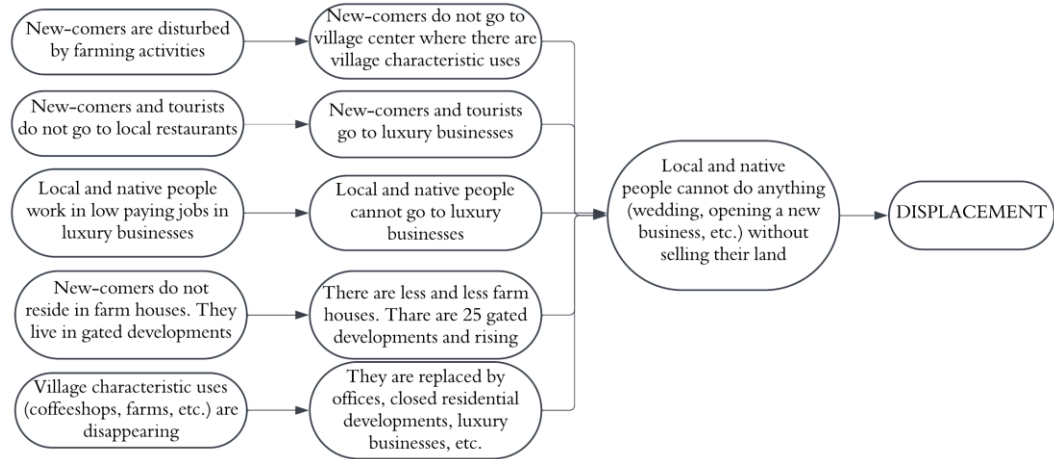 New-comers are disturbed
by farming activities
New-comers do not go to
village center where there are
village characteristic uses
New-comers and tourists
do not go to local restaurants
New-comers and tourists
go to luxury businesses
Local and native people
work in low paying jobs in
luxury businesses
Local and native people
cannot go to luxury
businesses
New-comers do not
reside in farm houses. They
live in gated developments
There are less and less farm
houses. Thare are 25 gated
developments and rising
Village characteristic uses
(coffeeshops, farms, etc.) are
disappearing
They are replaced by
offices, closed residential
developments, luxury
businesses, etc.
Local and native
people cannot do anything
(wedding, opening a new
business, etc.) without
selling their land
DISPLACEMENT